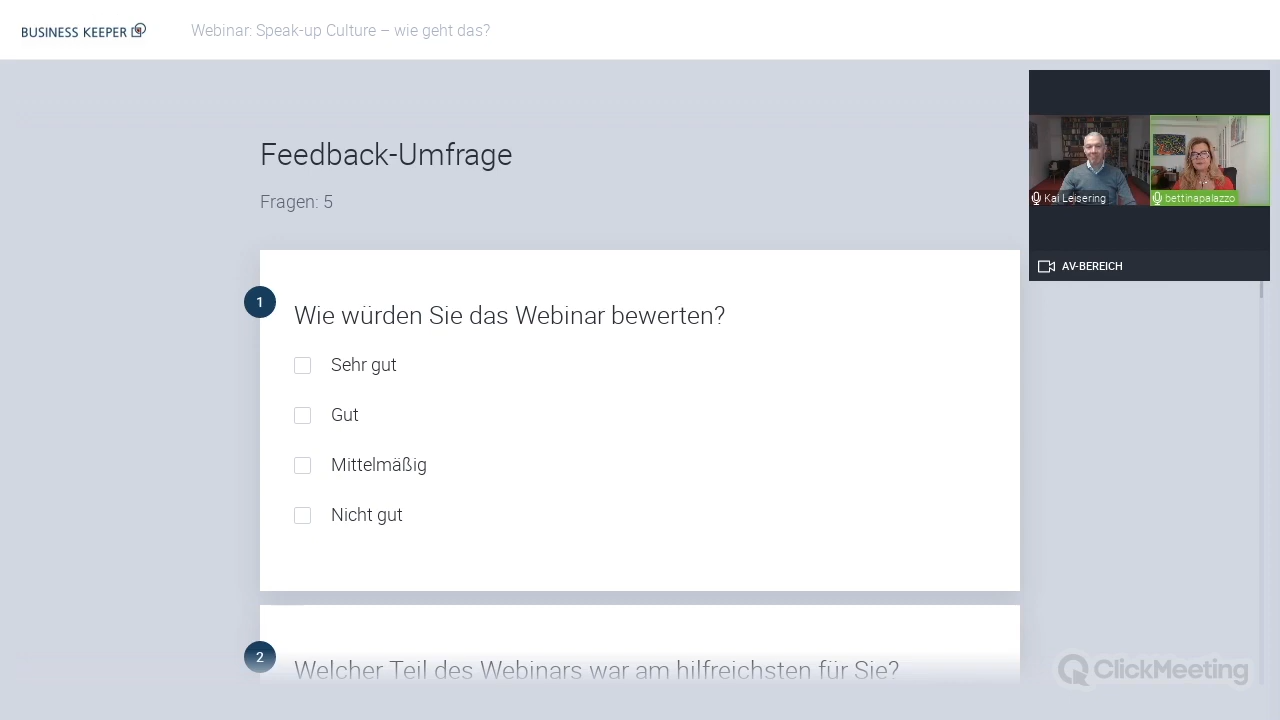 BUSINESS KEEPER
Webinar: Speak-up Culture – wie geht das?
Feedback-Umfrage
Fragen: 5
Kai Leisering
bettinapalazzo
AV-BEREICH
1
Wie würden Sie das Webinar bewerten?
Sehr gut
Gut
Mittelmäßig
Nicht gut
2
Welcher Teil des Webinars war am hilfreichsten für Sie?
ClickMeeting